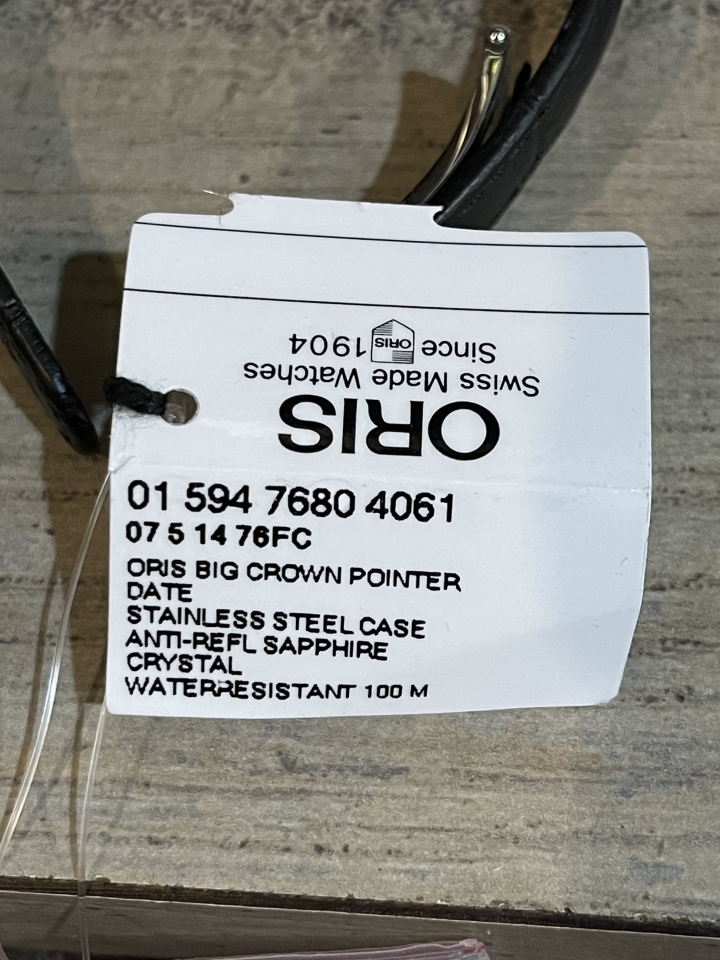 ORIS
Swiss Made Watches
Since ORIS 1904
01 594 7680 4061
07 5 14 76FC
ORIS BIG CROWN POINTER
DATE
STAINLESS STEEL CASE
ANTI-REFL SAPPHIRE
CRYSTAL
WATERRESISTANT 100 M